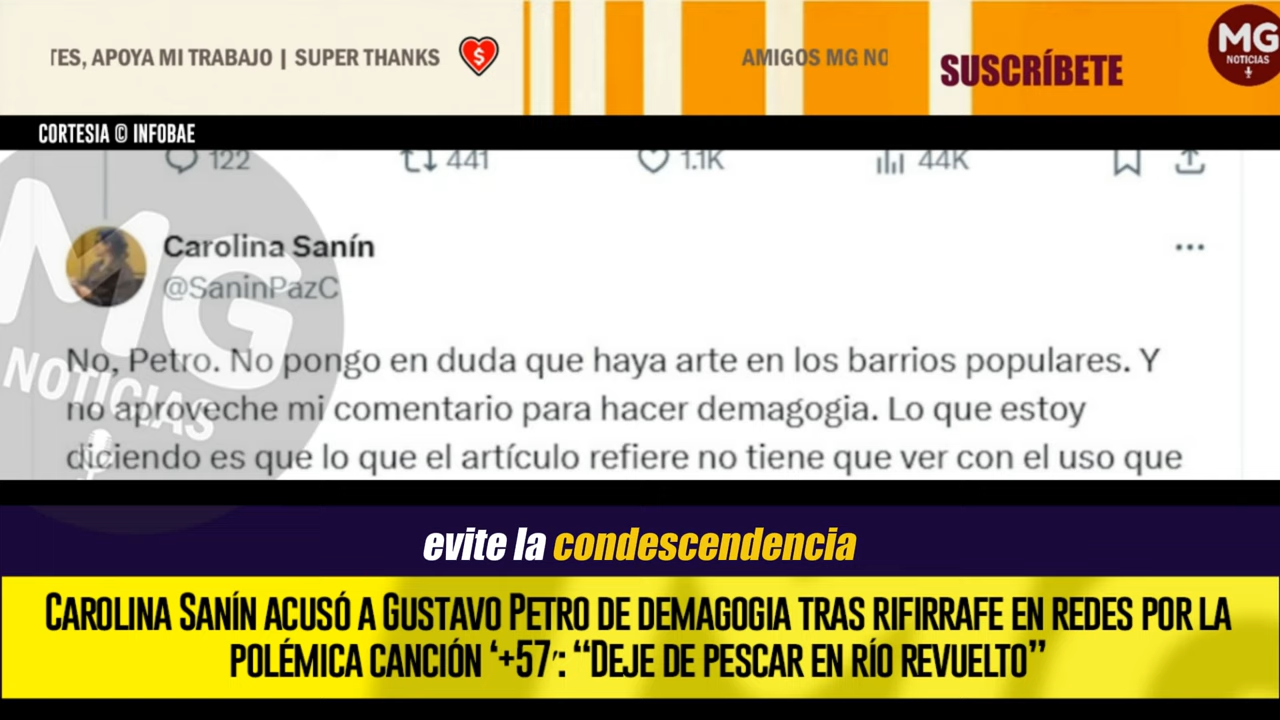 TES, APOYA MI TRABAJO | SUPER THANKS
AMIGOS MG NO
SUSCRÍBETE
MG
NOTICIAS
CORTESIA © INFOBAE
122 441 1.1K 44K
Carolina Sanín
@SaninPazC
No, Petro. No pongo en duda que haya arte en los barrios populares. Y
no aproveche mi comentario para hacer demagogia. Lo que estoy
diciendo es que lo que el artículo refiere no tiene que ver con el uso que
MG
NOTICIAS
evite la condescendencia
CAROLINA SANÍN ACUSÓ A GUSTAVO PETRO DE DEMAGOGIA TRAS RIFIRRAFE EN REDES POR LA
POLÉMICA CANCIÓN ‘+57′: “DEJE DE PESCAR EN RÍO REVUELTO”